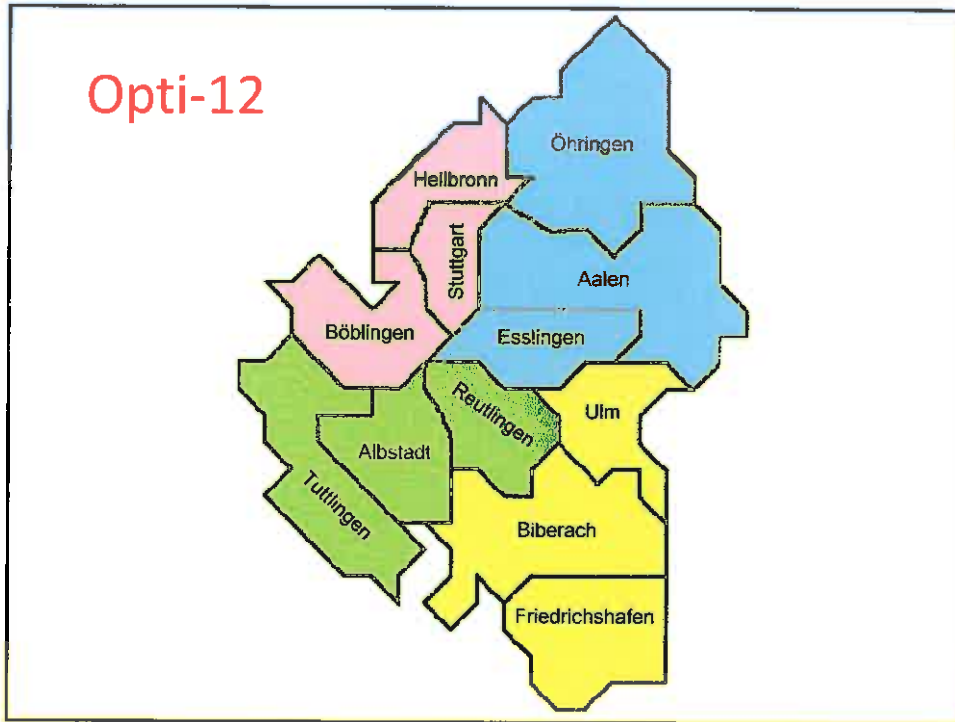 Opti-12
Öhringen
Heilbronn
Stuttgart
Aalen
Böblingen
Esslingen
Reutlingen
Ulm
Albstadt
Tuttlingen
Biberach
Friedrichshafen